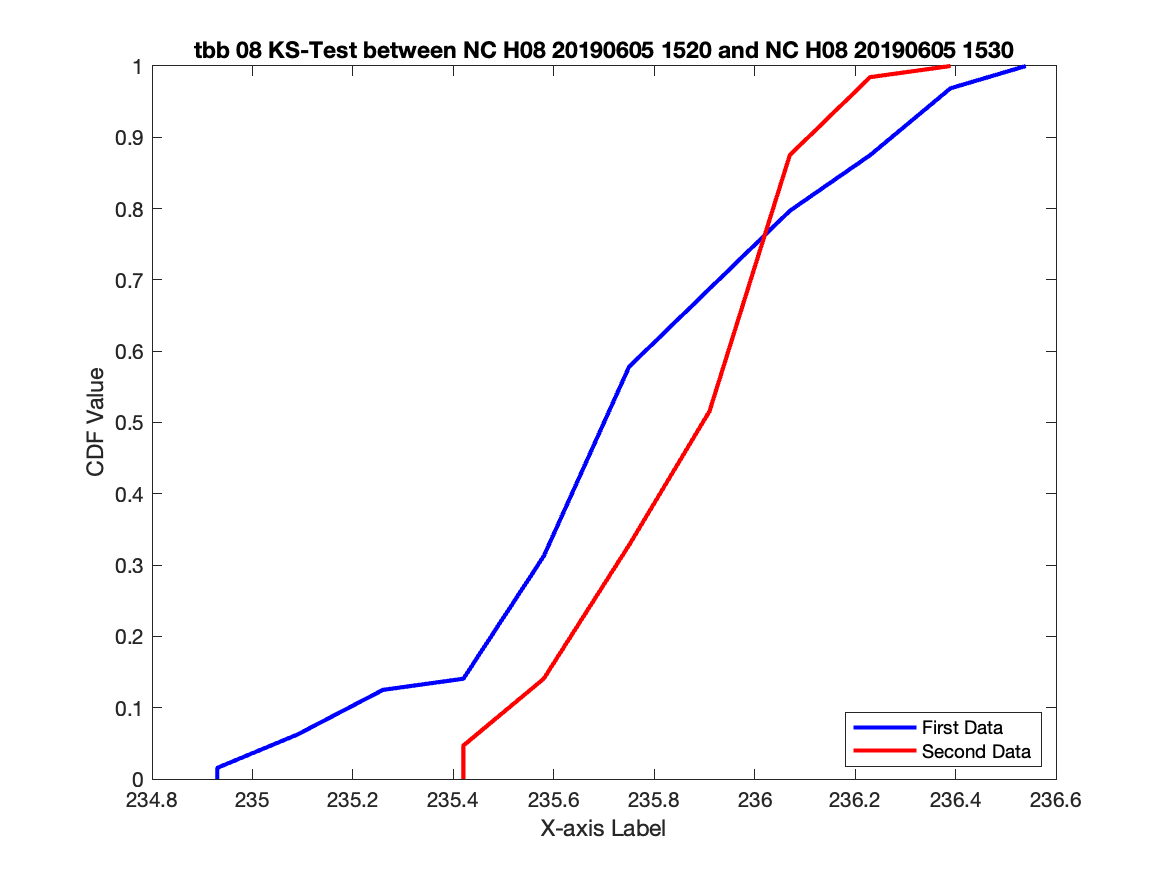 tbb 08 KS-Test between NC H08 20190605 1520 and NC H08 20190605 1530
1
0.9
0.8
0.7
0.6
0.5
0.4
0.3
0.2
0.1
0
CDF Value
First Data
Second Data
234.8 235 235.2 235.4 235.6 235.8 236 236.2 236.4 236.6
X-axis Label